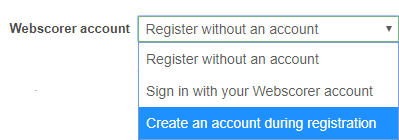 Webscorer account Register without an account
Register without an account
Sign in with your Webscorer account
Create an account during registration